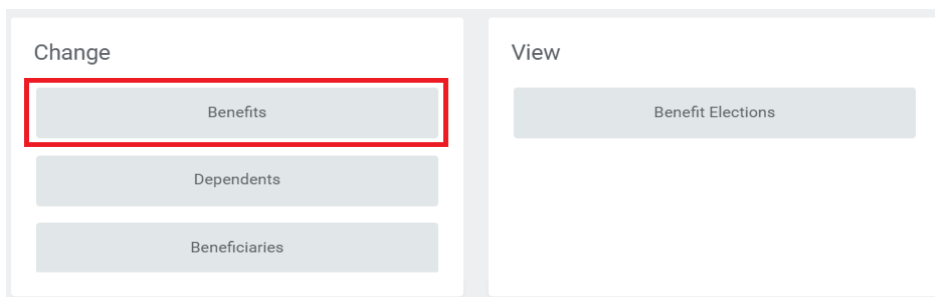 Change
Benefits
Dependents
Beneficiaries
View
Benefit Elections